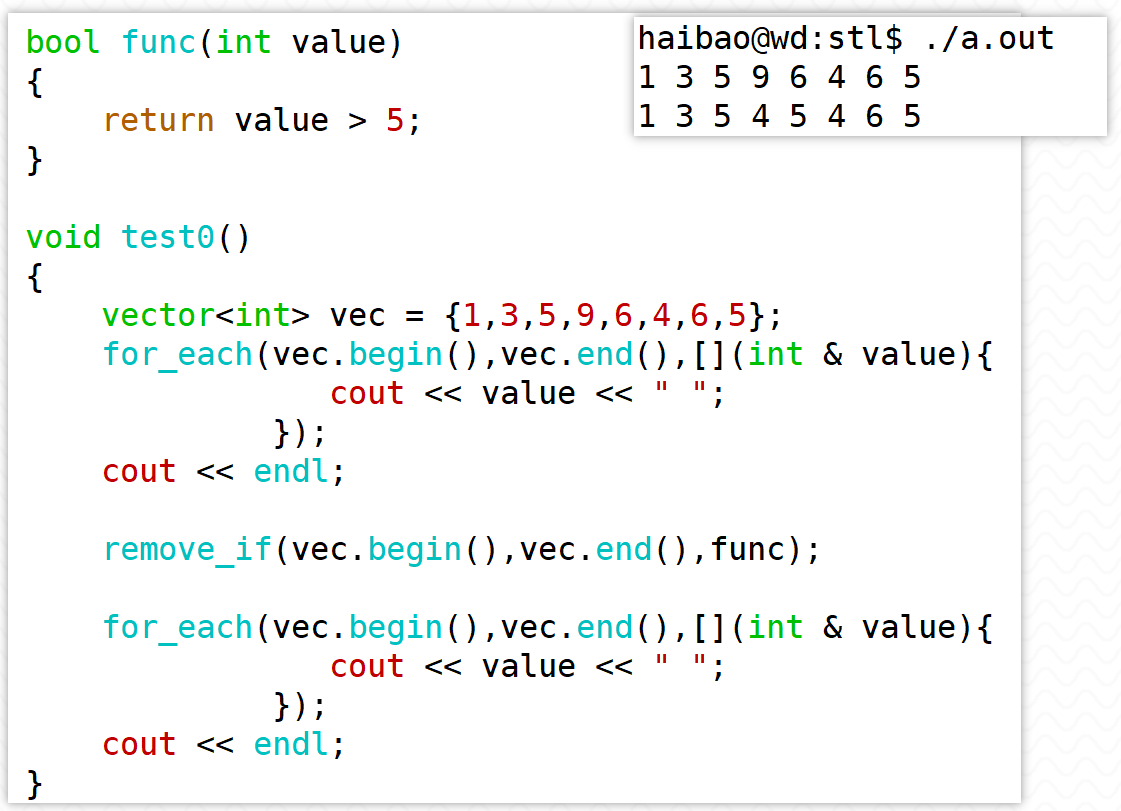 bool func(int value)
{
    return value > 5;
}

void test0()
{
    vector<int> vec = {1,3,5,9,6,4,6,5};
    for_each(vec.begin(),vec.end(),[](int & value){
                cout << value << " ";
             });
    cout << endl;

    remove_if(vec.begin(),vec.end(),func);

    for_each(vec.begin(),vec.end(),[](int & value){
                cout << value << " ";
             });
    cout << endl;
}
haibao@wd:stl$ ./a.out
1 3 5 9 6 4 6 5
1 3 5 4 5 4 6 5